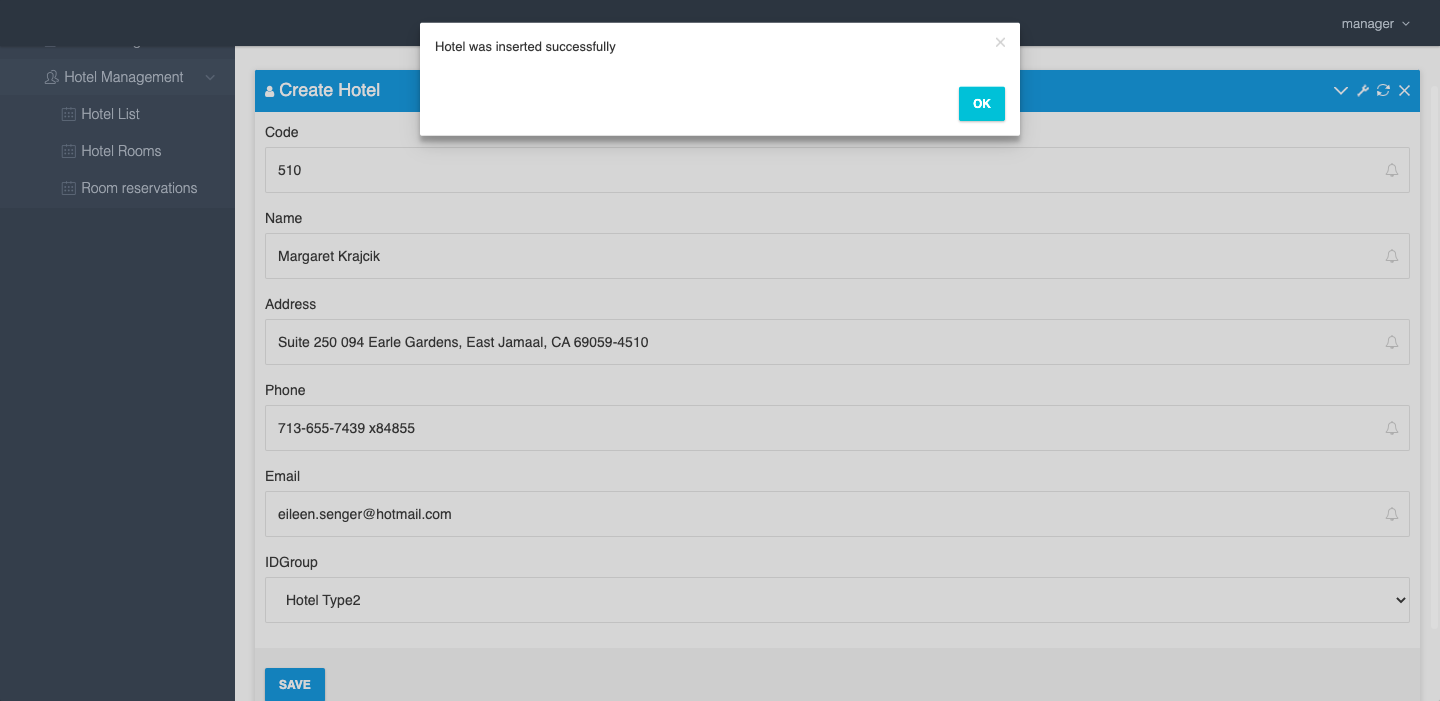 manager
Hotel was inserted successfully
×
OK
Hotel Management
Hotel List
Hotel Rooms
Room reservations
Create Hotel
Code
510
Name
Margaret Krajcik
Address
Suite 250 094 Earle Gardens, East Jamaal, CA 69059-4510
Phone
713-655-7439 x84855
Email
eileen.senger@hotmail.com
IDGroup
Hotel Type2
SAVE